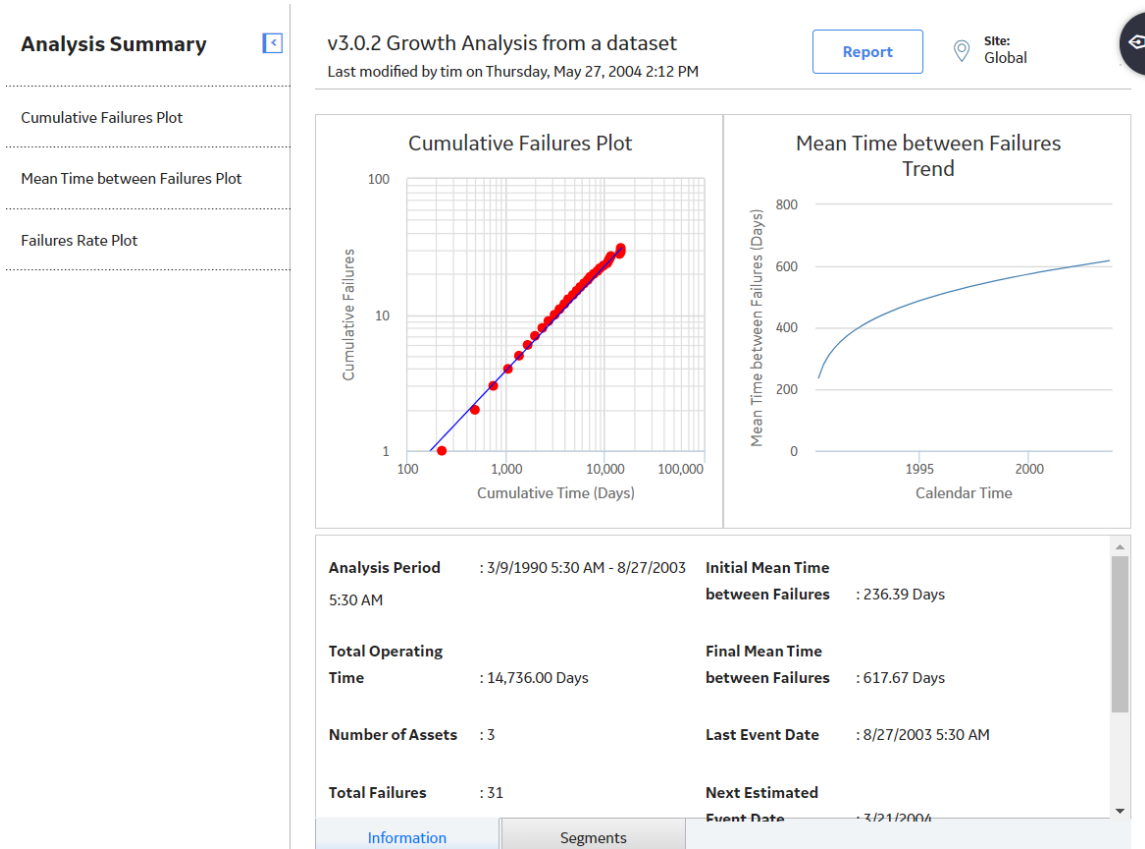 Analysis Summary
Cumulative Failures Plot
Mean Time between Failures Plot
Failures Rate Plot
v3.0.2 Growth Analysis from a dataset
Last modified by tim on Thursday, May 27, 2004 2:12 PM
Report
Site:
Global
Cumulative Failures Plot
100
10
1
Cumulative Failures
100
1,000
10,000
100,000
Cumulative Time (Days)
Mean Time between Failures
Trend
800
600
400
200
0
Mean Time between Failures (Days)
1995
2000
Calendar Time
Analysis Period : 3/9/1990 5:30 AM - 8/27/2003
5:30 AM
Total Operating
Time : 14,736.00 Days
Number of Assets : 3
Total Failures : 31
Initial Mean Time
between Failures : 236.39 Days
Final Mean Time
between Failures : 617.67 Days
Last Event Date : 8/27/2003 5:30 AM
Next Estimated
Event Date : 3/21/2004
Information
Segments